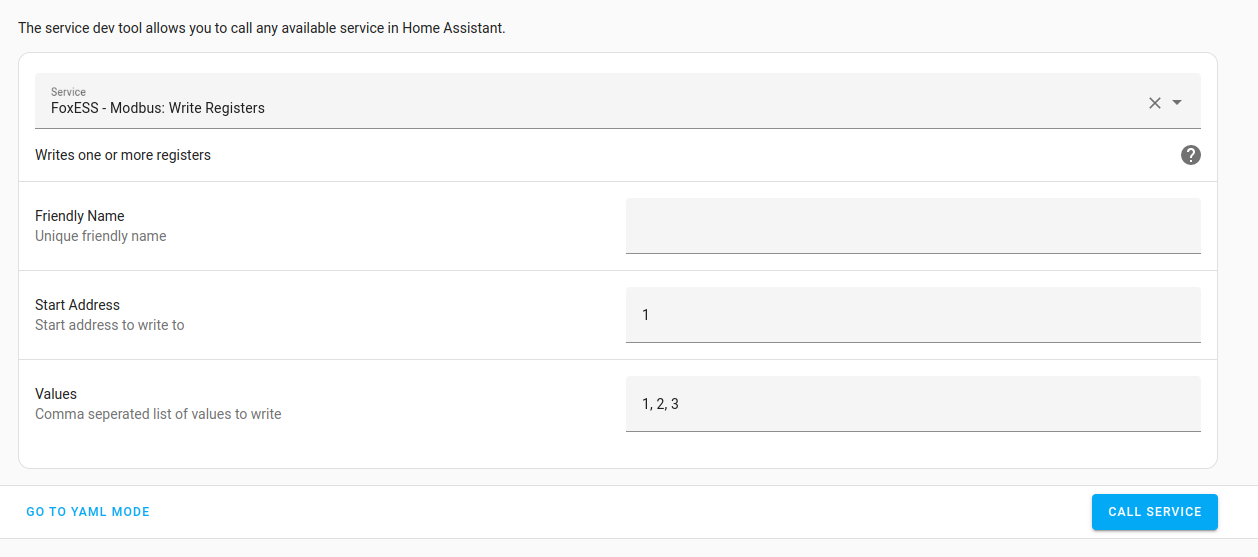 The service dev tool allows you to call any available service in Home Assistant.
Service
FoxESS - Modbus: Write Registers
Writes one or more registers
Friendly Name
Unique friendly name
Start Address
Start address to write to
1
Values
Comma seperated list of values to write
1, 2, 3
GO TO YAML MODE
CALL SERVICE